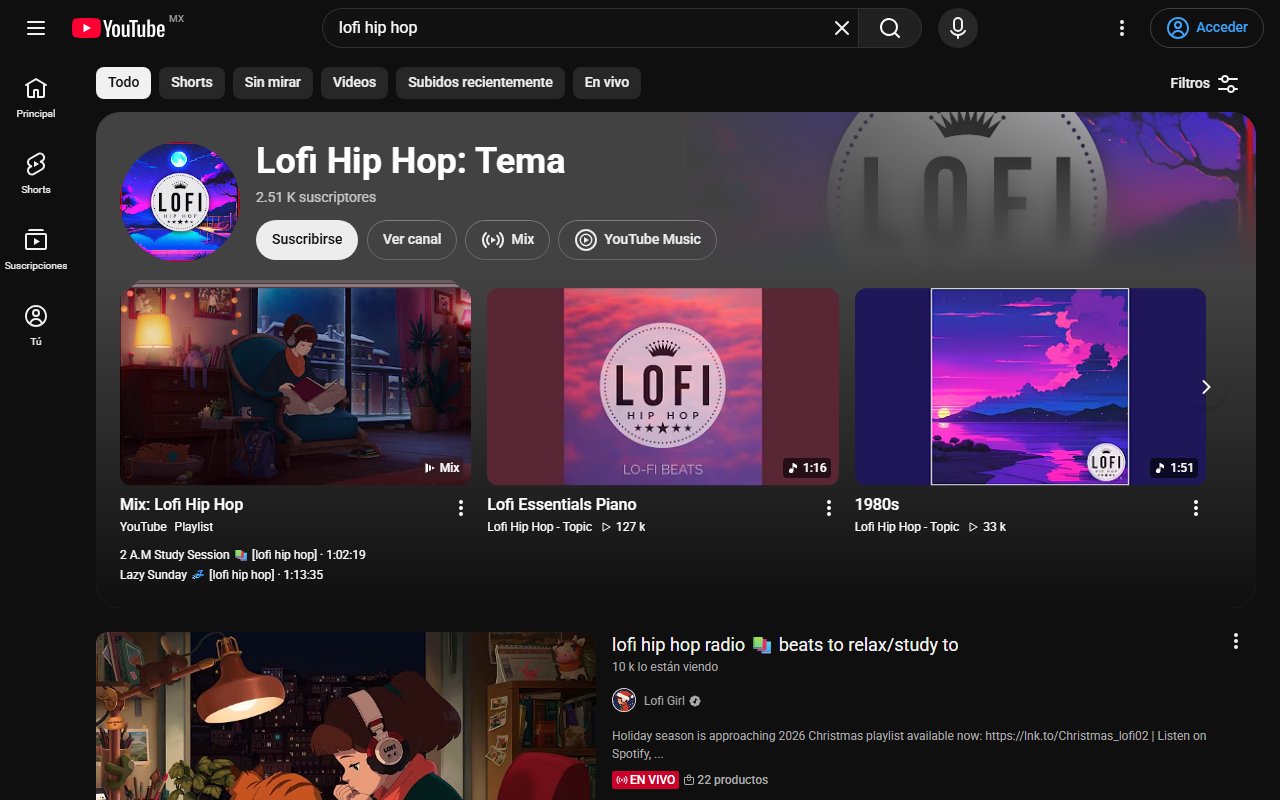 YouTube MX
lofi hip hop
Acceder
Todo
Shorts
Sin mirar
Videos
Subidos recientemente
En vivo
Filtros
Principal
Shorts
Suscripciones
Tú
LOFI
LOFI
HIP HOP
Lofi Hip Hop: Tema
2.51 K suscriptores
Suscribirse
Ver canal
Mix
YouTube Music
Mix
LOFI
HIP HOP
LO-FI BEATS
1:16
LOFI
HIP HOP
1:51
Mix: Lofi Hip Hop
YouTube Playlist
2 A.M Study Session 📚 [lofi hip hop] · 1:02:19
Lazy Sunday 💤 [lofi hip hop] · 1:13:35
Lofi Essentials Piano
Lofi Hip Hop - Topic ▷ 127 k
1980s
Lofi Hip Hop - Topic ▷ 33 k
LOFI
lofi hip hop radio 📚 beats to relax/study to
10 k lo están viendo
Lofi Girl
Holiday season is approaching 2026 Christmas playlist available now: https://lnk.to/Christmas_lofi02 | Listen on
Spotify, ...
EN VIVO
22 productos